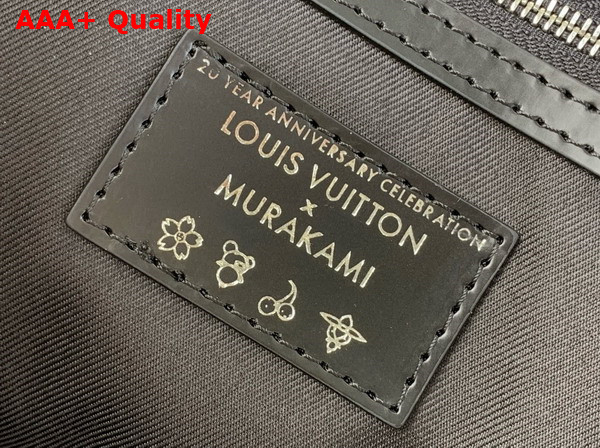 AAA+ Quality
20 YEAR ANNIVERSARY CELEBRATION
LOUIS VUITTON
×
MURAKAMI